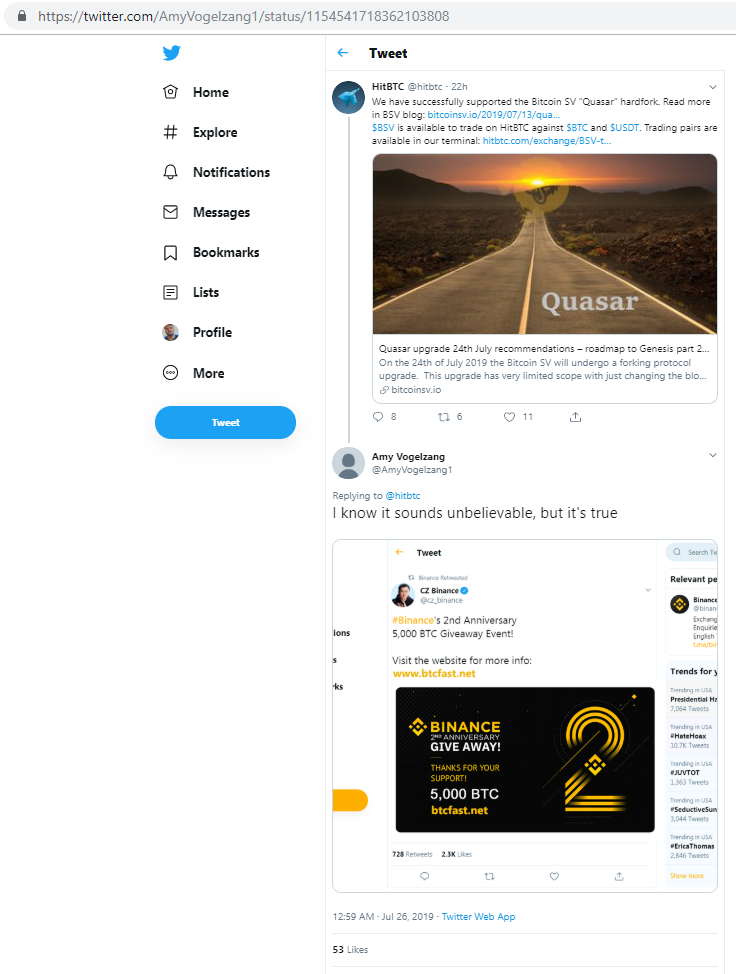 https://twitter.com/AmyVogelzang1/status/1154541718362103808
Home
Explore
Notifications
Messages
Bookmarks
Lists
Profile
More
Tweet
Tweet
HitBTC @hitbtc · 22h
We have successfully supported the Bitcoin SV "Quasar" hardfork. Read more
in BSV blog: bitcoinsv.io/2019/07/13/qua...
$BSV is available to trade on HitBTC against $BTC and $USDT. Trading pairs are
available in our terminal: hitbtc.com/exchange/BSV-t...
Quasar
Quasar upgrade 24th July recommendations – roadmap to Genesis part 2...
On the 24th of July 2019 the Bitcoin SV will undergo a forking protocol
upgrade. This upgrade has very limited scope with just changing the blo...
bitcoinsv.io
8 6 11
Amy Vogelzang
@AmyVogelzang1
Replying to @hitbtc
I know it sounds unbelievable, but it's true
Tweet
Binance Retweeted
CZ Binance
@cz_binance
#Binance's 2nd Anniversary
5,000 BTC Giveaway Event!
Visit the website for more info:
www.btcfast.net
BINANCE
2ND ANNIVERSARY
GIVE AWAY!
THANKS FOR YOUR
SUPPORT!
5,000 BTC
btcfast.net
2
728 Retweets 2.3K Likes
ions
s
ks
Search Tw
Relevant pe
Binance
@binan
Exchang
Enquirie
English
t.me/bin
Trends for y
Trending in USA
Presidential Ha
7,064 Tweets
Trending in USA
#HateHoax
10.7K Tweets
Trending in USA
#JUVTOT
1,363 Tweets
Trending in USA
#SeductiveSun
3,044 Tweets
Trending in USA
#EricaThomas
2,846 Tweets
Show more
12:59 AM · Jul 26, 2019 · Twitter Web App
53 Likes